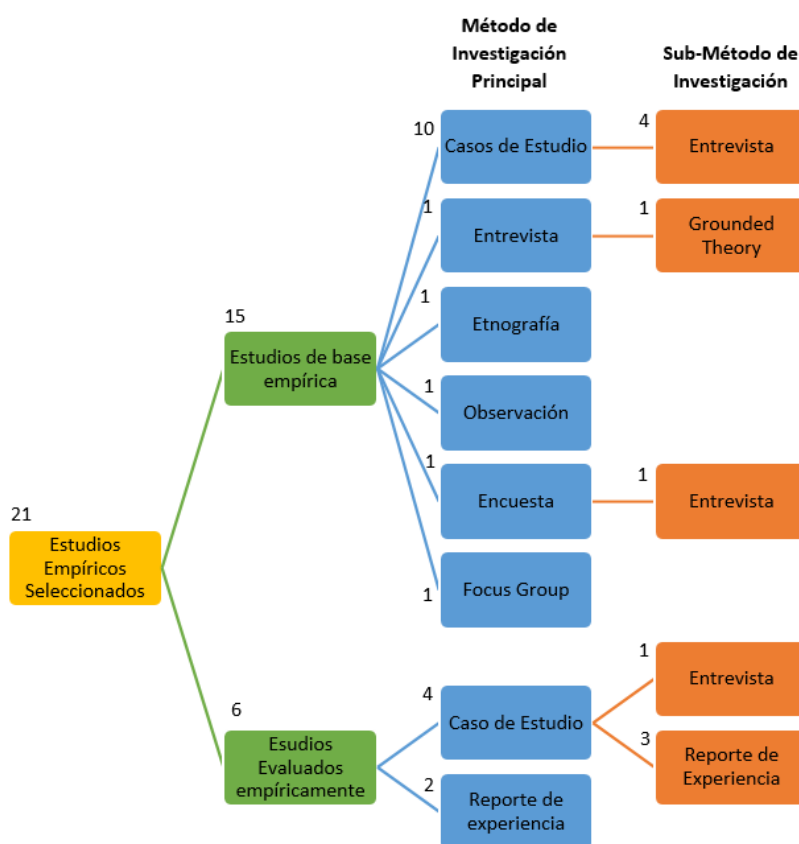 Método de
Investigación
Principal
Sub-Método de
Investigación
10
Casos de Estudio
4
Entrevista
1
Entrevista
1
Grounded
Theory
1
Etnografía
15
Estudios de base
empírica
1
Observación
1
Encuesta
1
Entrevista
21
Estudios
Empíricos
Seleccionados
1
Focus Group
6
Esudios
Evaluados
empíricamente
4
Caso de Estudio
1
Entrevista
3
Reporte de
Experiencia
2
Reporte de
experiencia